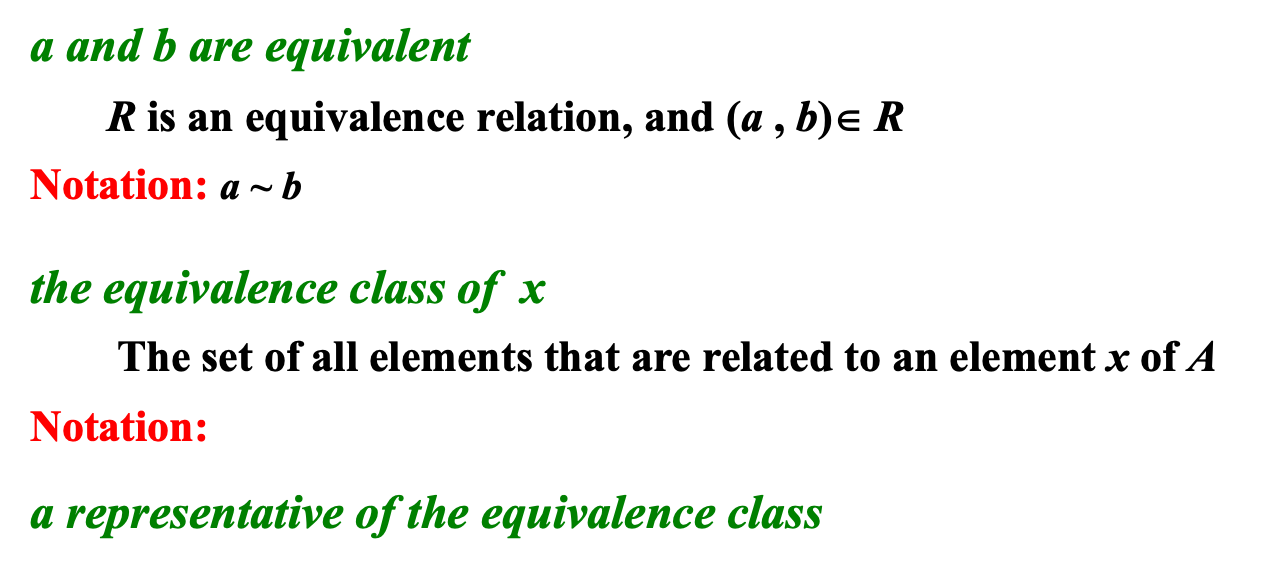 a and b are equivalent
R is an equivalence relation, and (a , b)∈ R
Notation: a ~ b
the equivalence class of x
The set of all elements that are related to an element x of A
Notation:
a representative of the equivalence class